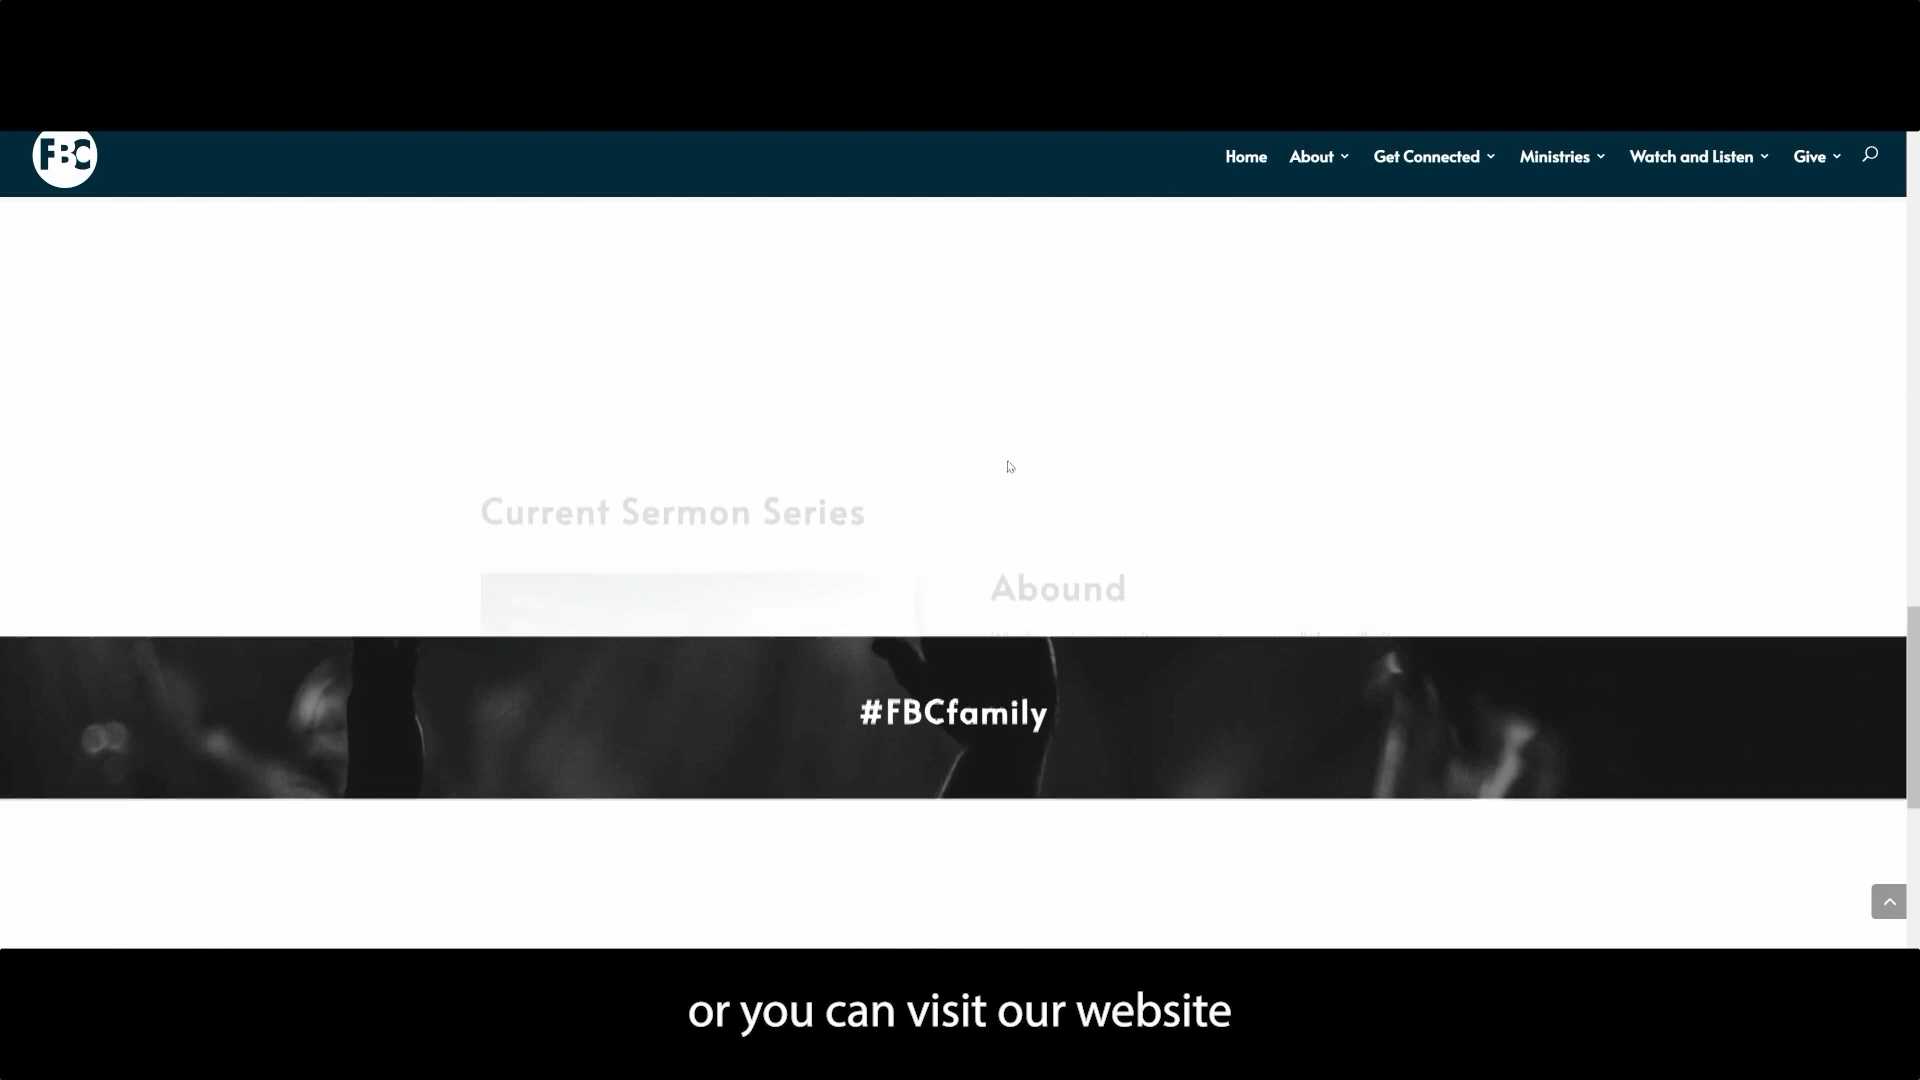 FBC
Home About Get Connected Ministries Watch and Listen Give
Current Sermon Series
Abound
#FBCfamily
or you can visit our website